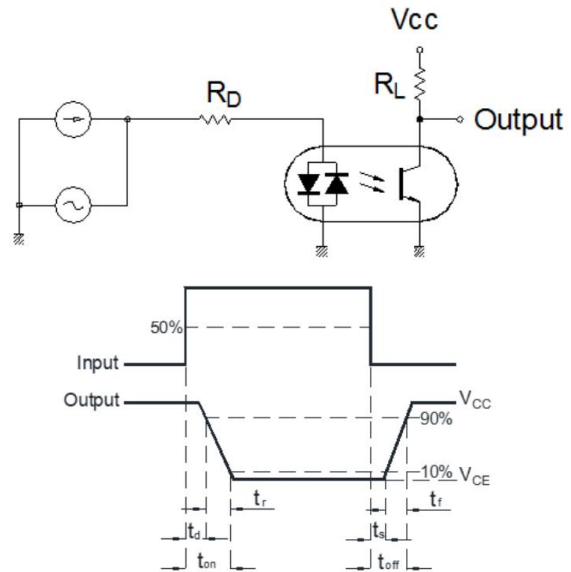 Vcc
R_D
R_L
Output
50%
Input
Output
V_CC
90%
10%
V_CE
t_r
t_f
t_d
t_s
t_on
t_off